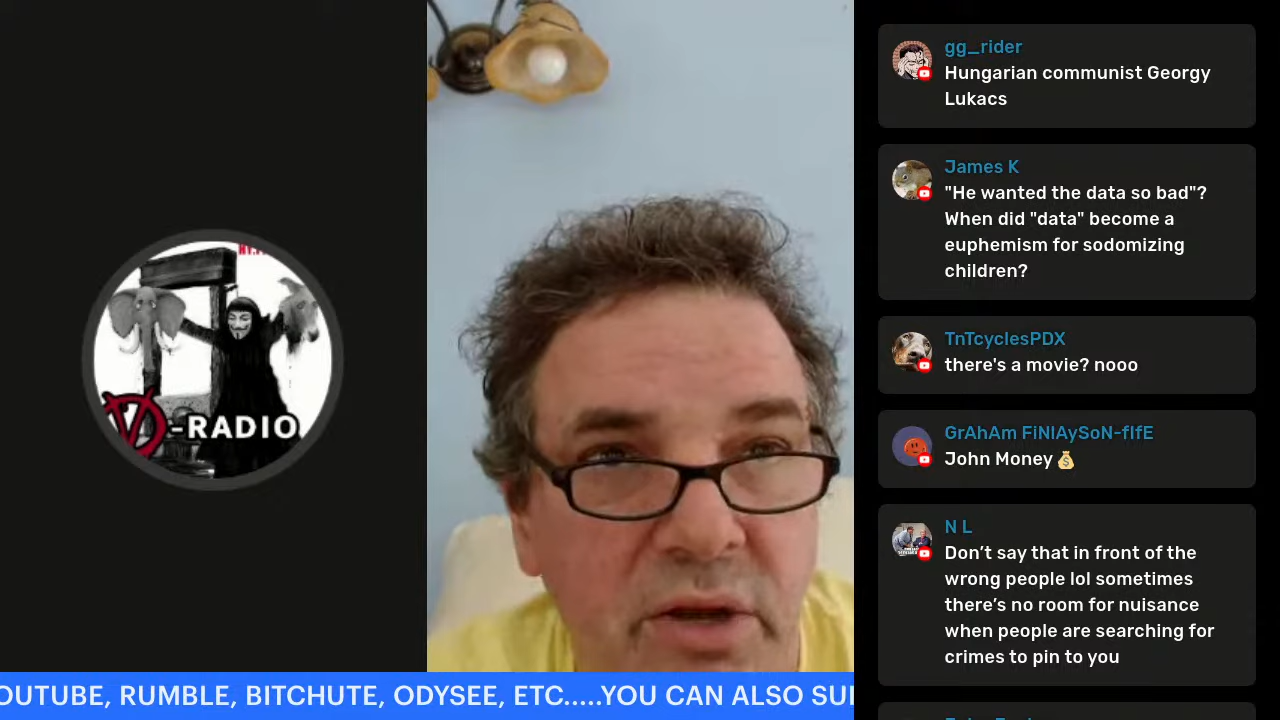 V-RADIO
OUTUBE, RUMBLE, BITCHUTE, ODYSEE, ETC.....YOU CAN ALSO SU
gg_rider
Hungarian communist Georgy
Lukacs
James K
"He wanted the data so bad"?
When did "data" become a
euphemism for sodomizing
children?
TnTcyclesPDX
there's a movie? nooo
GrAhAm FiNlAySoN-fIfE
John Money💰
N L
Don’t say that in front of the
wrong people lol sometimes
there’s no room for nuisance
when people are searching for
crimes to pin to you